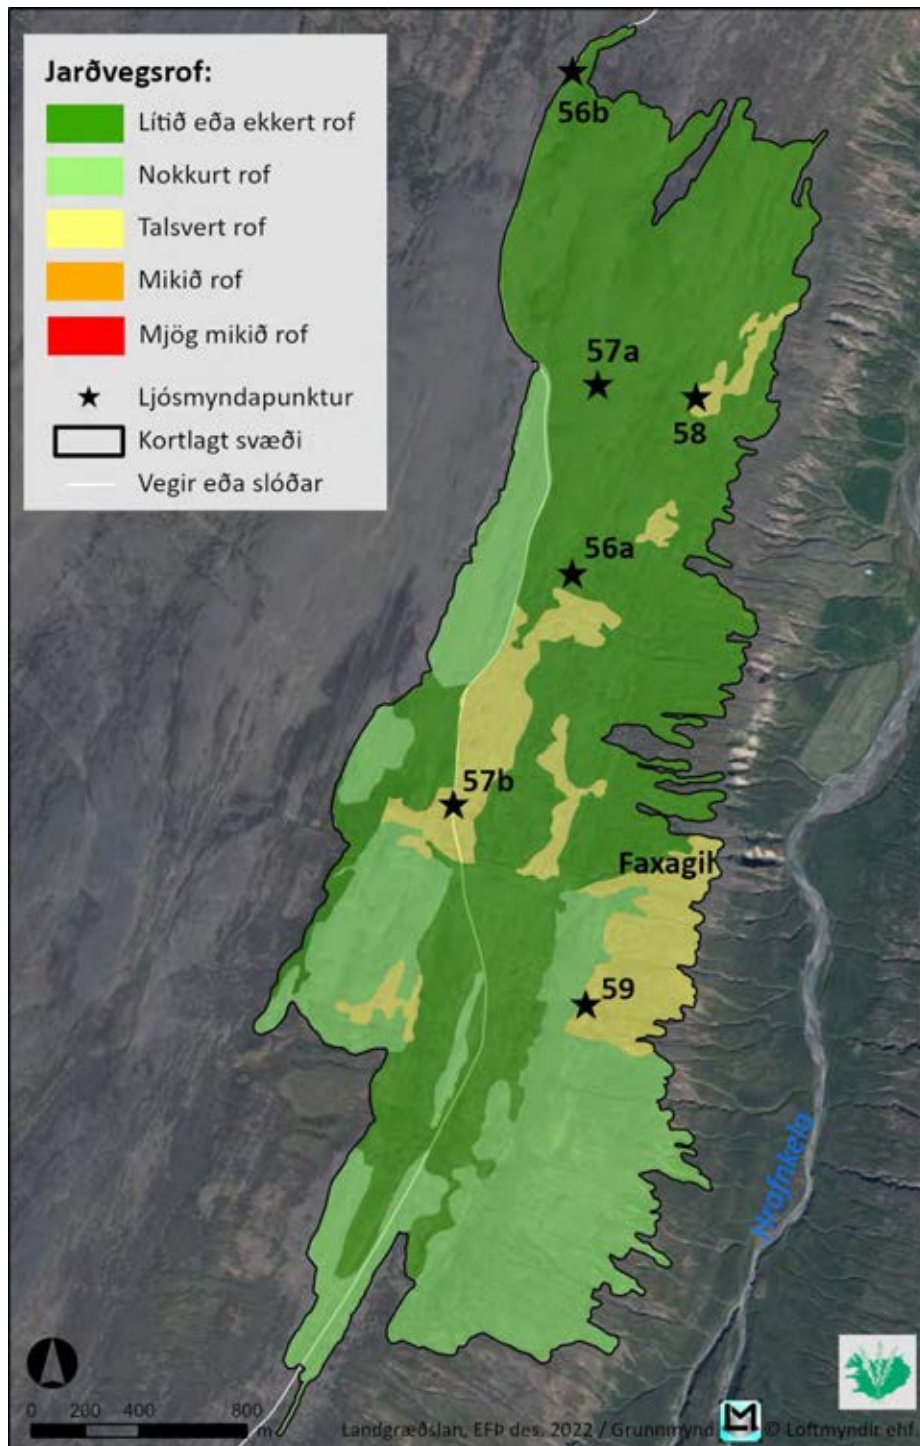 Jarðvegsrof:
Lítið eða ekkert rof
Nokkurt rof
Talsvert rof
Mikið rof
Mjög mikið rof
Ljósmyndapunktur
Kortlagt svæði
Vegir eða slóðar
56b
57a
58
56a
57b
Faxagil
59
Hrafnkela
0 200 400 800
m
Landgræðslan, EFÞ des. 2022 / Grunnmynd © Loftmyndir ehf.